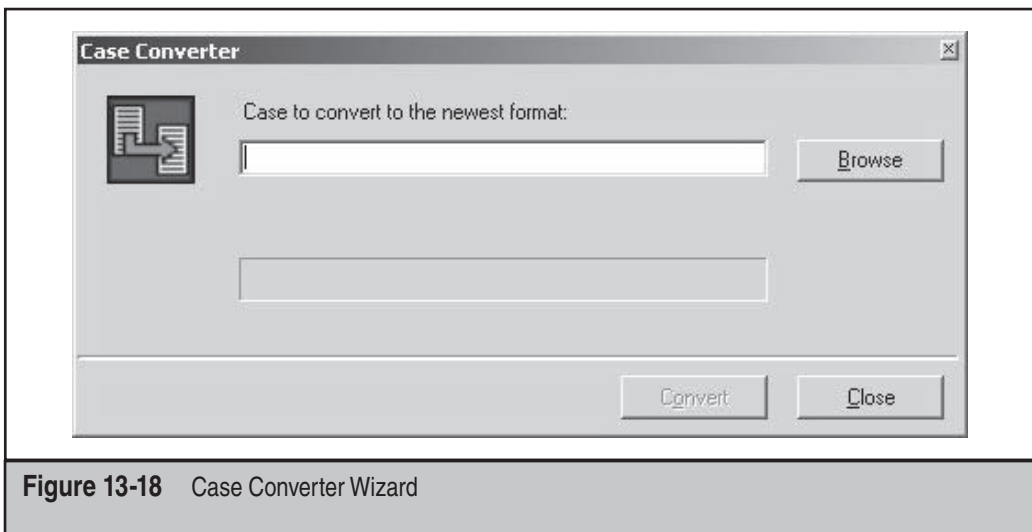 Case Converter
Case to convert to the newest format:
Browse
Convert
Close
Figure 13-18 Case Converter Wizard